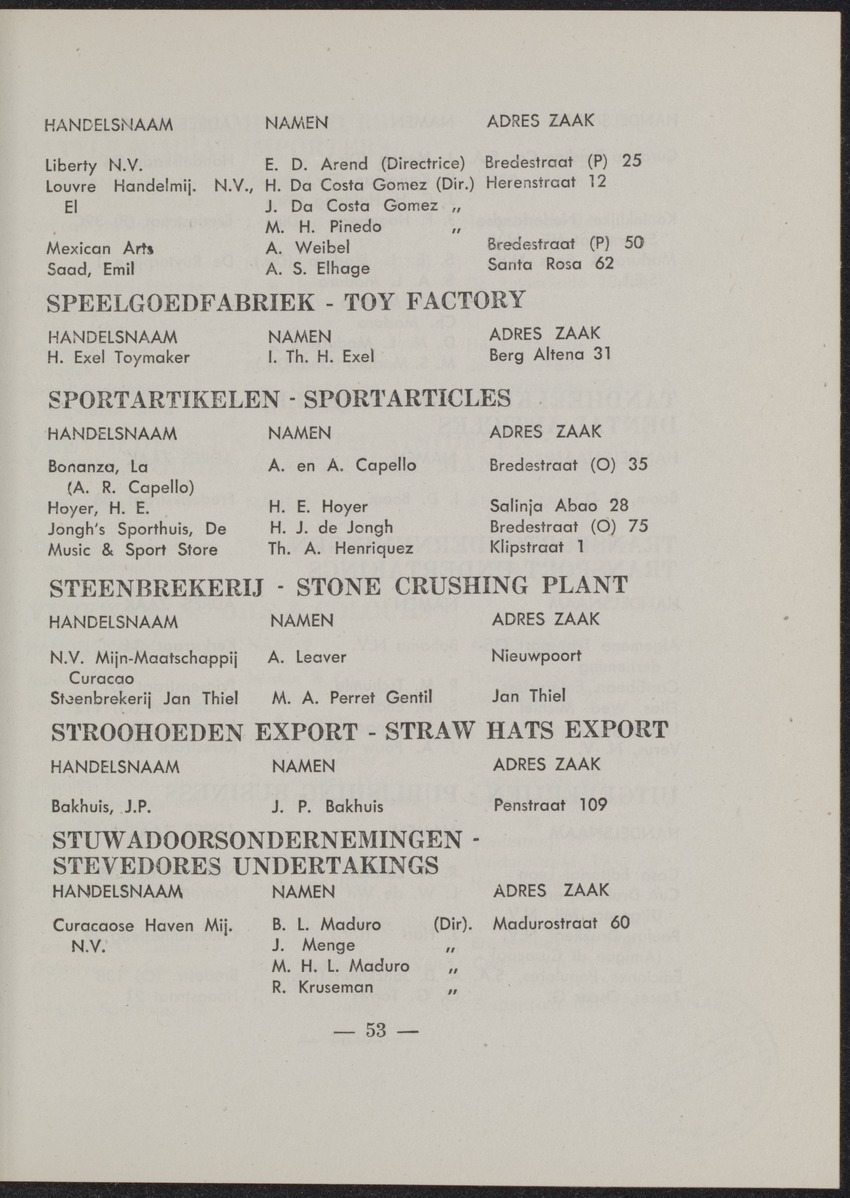 HANDELSNAAM NAMEN ADRES ZAAK
Liberty N.V. E. D. Arend (Directrice) Bredestraat (P) 25
Louvre Handelmij. N.V., H. Da Costa Gomez (Dir.) Herenstraat 12
El J. Da Costa Gomez „
M. H. Pinedo „
Mexican Arts A. Weibel Bredestraat (P) 50
Saad, Emil A. S. Elhage Santa Rosa 62
SPEELGOEDFABRIEK - TOY FACTORY
HANDELSNAAM NAMEN ADRES ZAAK
H. Exel Toymaker I. Th. H. Exel Berg Altena 31
SPORTARTIKELEN - SPORTARTICLES
HANDELSNAAM NAMEN ADRES ZAAK
Bonanza, La A. en A. Capello Bredestraat (O) 35
(A. R. Capello)
Hoyer, H. E. H. E. Hoyer Salinja Abao 28
Jongh's Sporthuis, De H. J. de Jongh Bredestraat (O) 75
Music & Sport Store Th. A. Henriquez Klipstraat 1
STEENBREKERIJ - STONE CRUSHING PLANT
HANDELSNAAM NAMEN ADRES ZAAK
N.V. Mijn-Maatschappij A. Leaver Nieuwpoort
Curacao
Steenbrekerij Jan Thiel M. A. Perret Gentil Jan Thiel
STROOHOEDEN EXPORT - STRAW HATS EXPORT
HANDELSNAAM NAMEN ADRES ZAAK
Bakhuis, J.P. J. P. Bakhuis Penstraat 109
STUWADOORSONDERNEMINGEN -
STEVEDORES UNDERTAKINGS
HANDELSNAAM NAMEN ADRES ZAAK
Curacaose Haven Mij. B. L. Maduro (Dir). Madurostraat 60
N.V. J. Menge „
M. H. L. Maduro „
R. Kruseman „
— 53 —